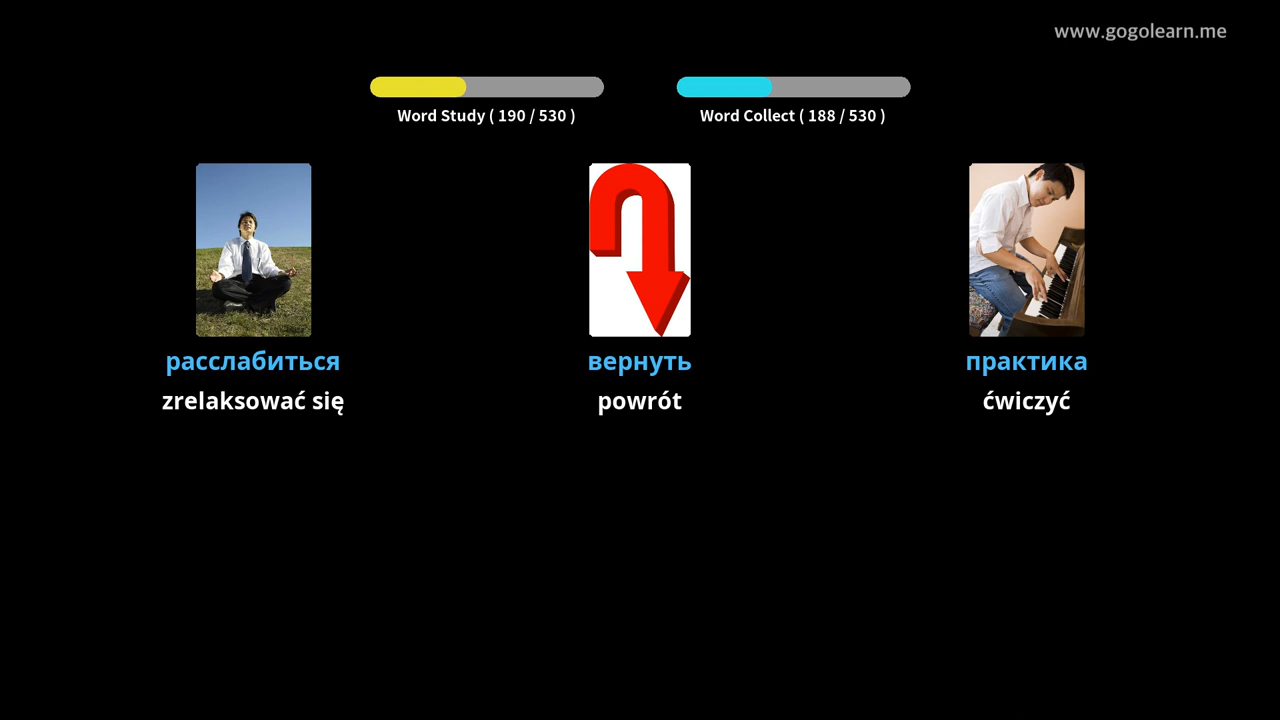 www.gogolearn.me
Word Study ( 190 / 530 )
Word Collect ( 188 / 530 )
расслабиться
вернуть
практика
zrelaksować się
powrót
ćwiczyć